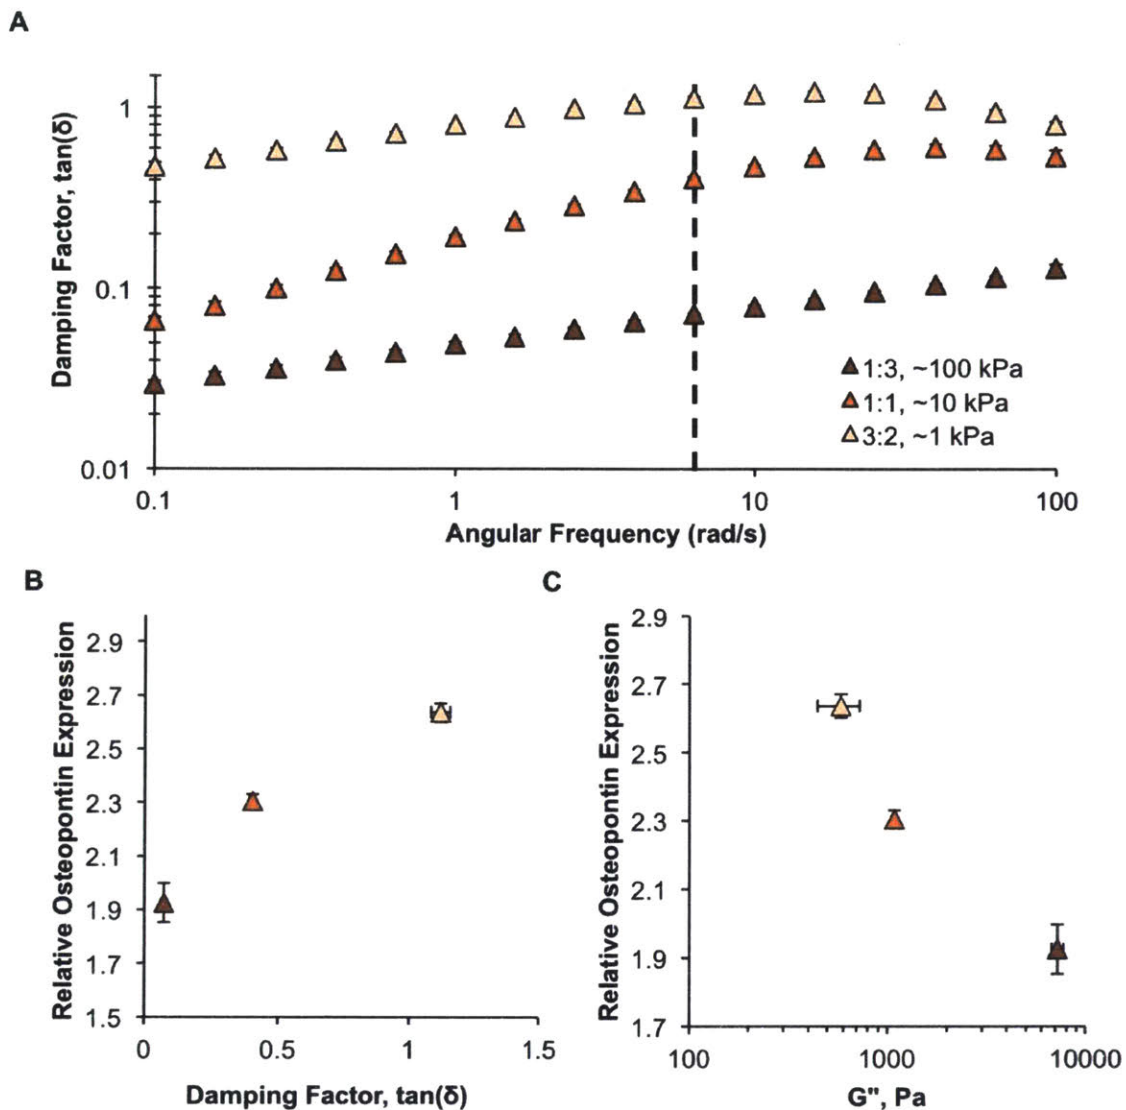 A
Damping Factor, tan(δ)
1
0.1
0.01
0.1
1
10
100
Angular Frequency (rad/s)
1:3, ~100 kPa
1:1, ~10 kPa
3:2, ~1 kPa
B
Relative Osteopontin Expression
2.9
2.7
2.5
2.3
2.1
1.9
1.7
1.5
0
0.5
1
1.5
Damping Factor, tan(δ)
C
Relative Osteopontin Expression
2.9
2.7
2.5
2.3
2.1
1.9
1.7
100
1000
10000
G", Pa